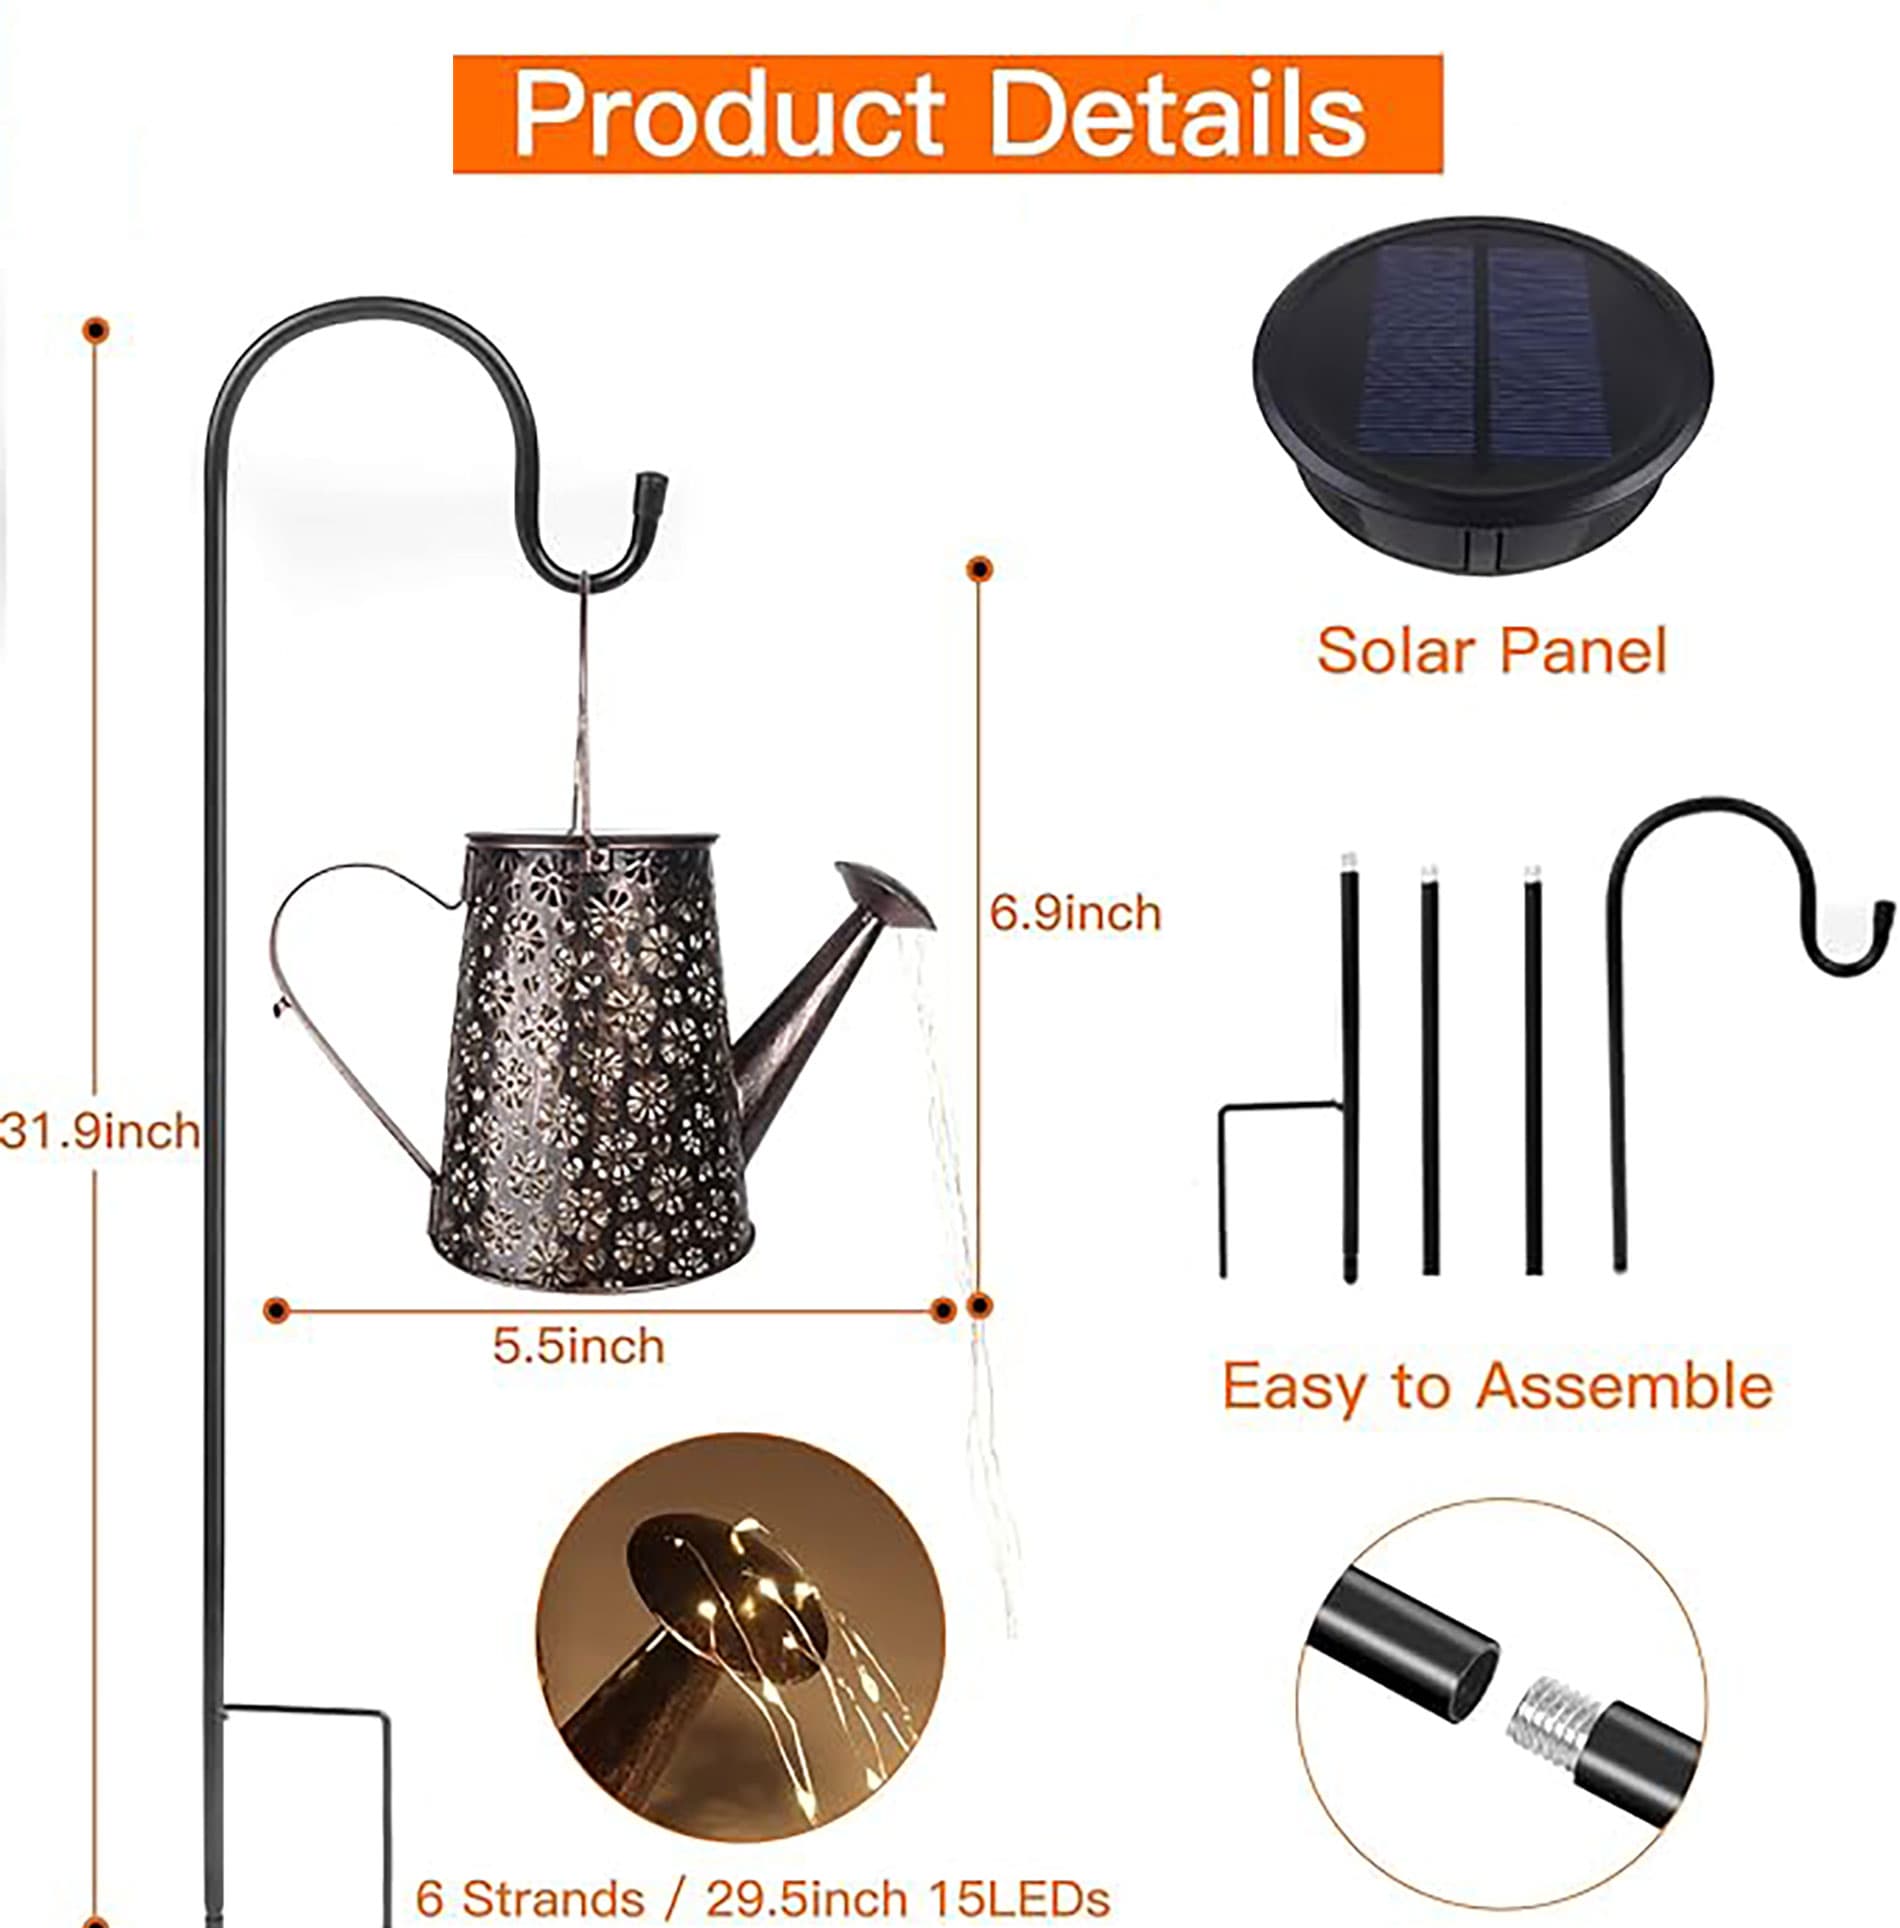 Product Details
Solar Panel
6.9inch
31.9inch
5.5inch
Easy to Assemble
6 Strands / 29.5inch 15LEDs